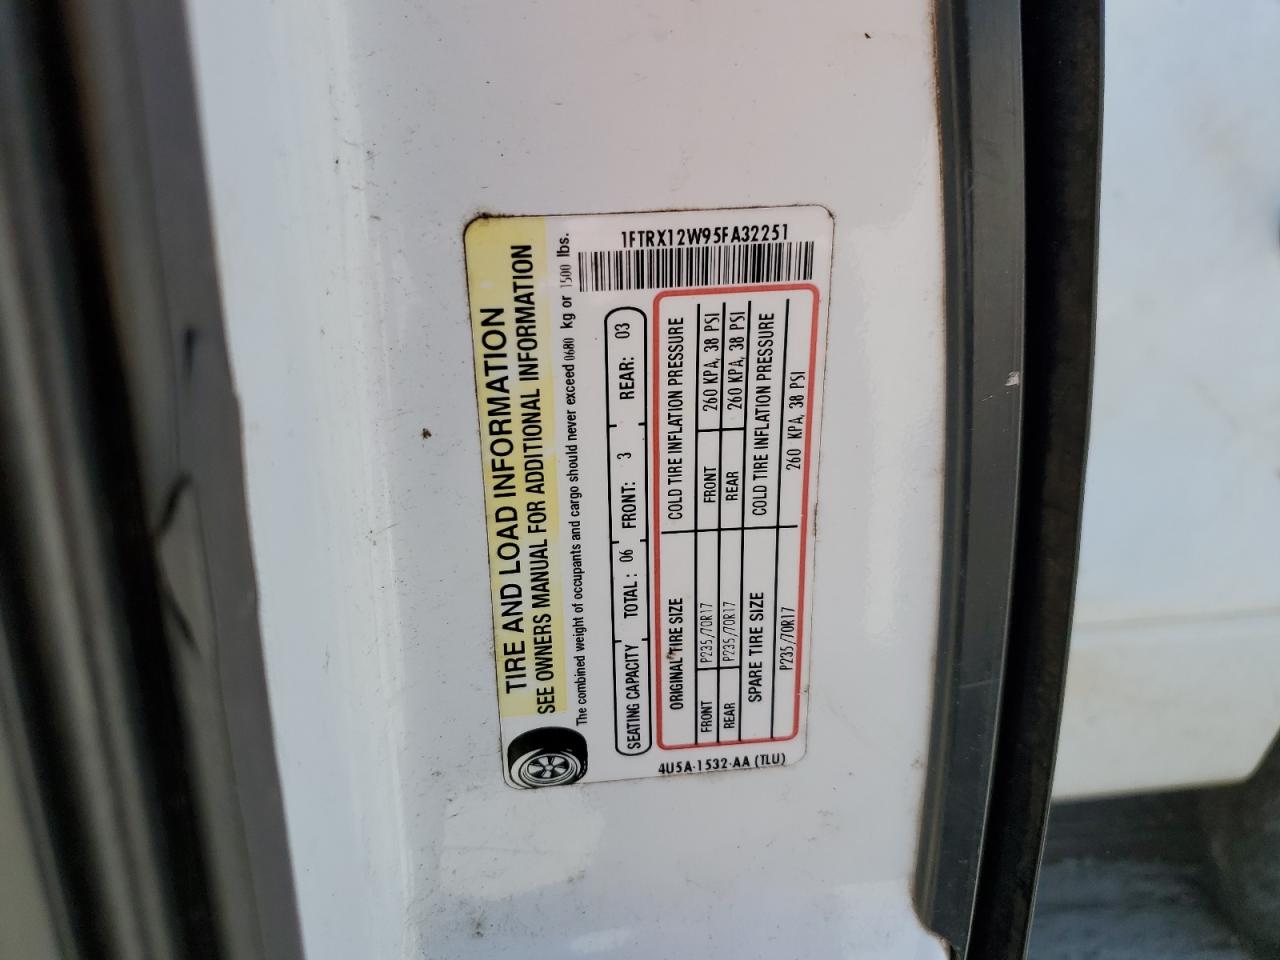 TIRE AND LOAD INFORMATION
SEE OWNERS MANUAL FOR ADDITIONAL INFORMATION
The combined weight of occupants and cargo should never exceed 0680 kg or 1500 lbs.
SEATING CAPACITY TOTAL: 06 FRONT: 3 REAR: 03
1FTRX12W95FA32251
ORIGINAL TIRE SIZE COLD TIRE INFLATION PRESSURE
FRONT P235/70R17 FRONT 260 KPA, 38 PSI
REAR P235/70R17 REAR 260 KPA, 38 PSI
SPARE TIRE SIZE COLD TIRE INFLATION PRESSURE
P235/70R17 260 KPA, 38 PSI
4U5A-1532-AA (TLU)